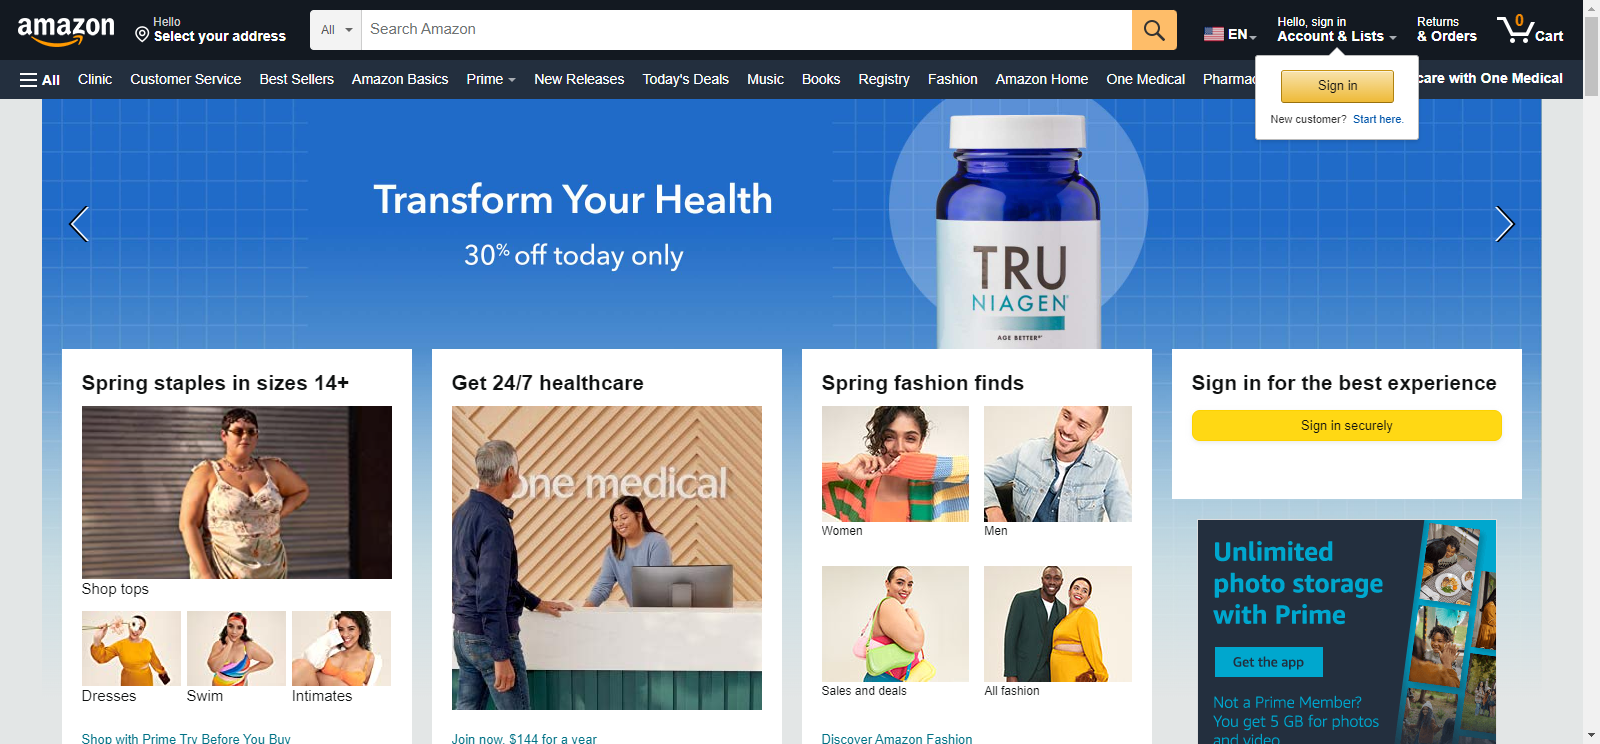 amazon
Hello
Select your address
All
Search Amazon
EN
Hello, sign in
Account & Lists
Returns
& Orders
0
Cart
All
Clinic
Customer Service
Best Sellers
Amazon Basics
Prime
New Releases
Today's Deals
Music
Books
Registry
Fashion
Amazon Home
One Medical
care with One Medical
Sign in
New customer? Start here.
Transform Your Health
30% off today only
TRU
NIAGEN
AGE BETTER
Spring staples in sizes 14+
Shop tops
Dresses
Swim
Intimates
Shop with Prime Try Before You Buy
Get 24/7 healthcare
one medical
Join now, $144 for a year
Spring fashion finds
Women
Men
Sales and deals
All fashion
Discover Amazon Fashion
Sign in for the best experience
Sign in securely
Unlimited
photo storage
with Prime
Get the app
Not a Prime Member?
You get 5 GB for photos
and video